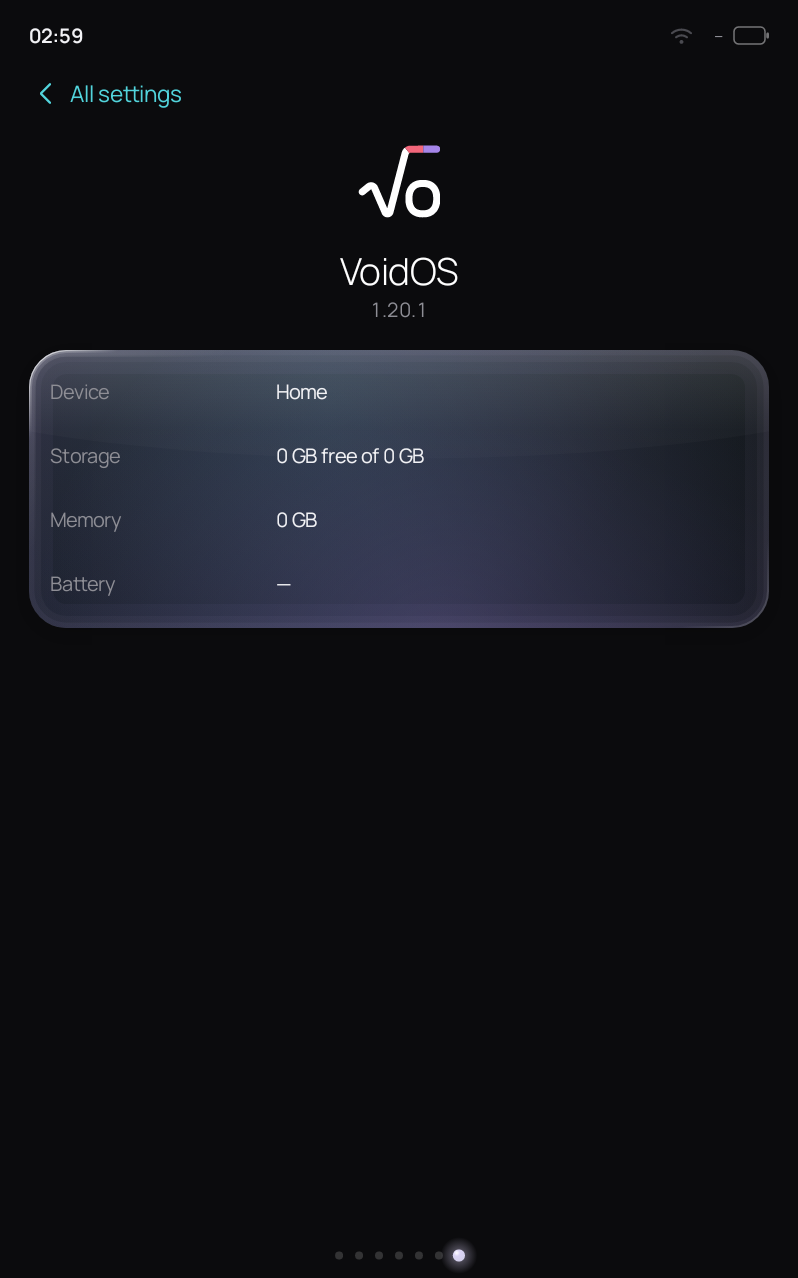 02:59
–
All settings
√o
VoidOS
1.20.1
Device Home
Storage 0 GB free of 0 GB
Memory 0 GB
Battery —